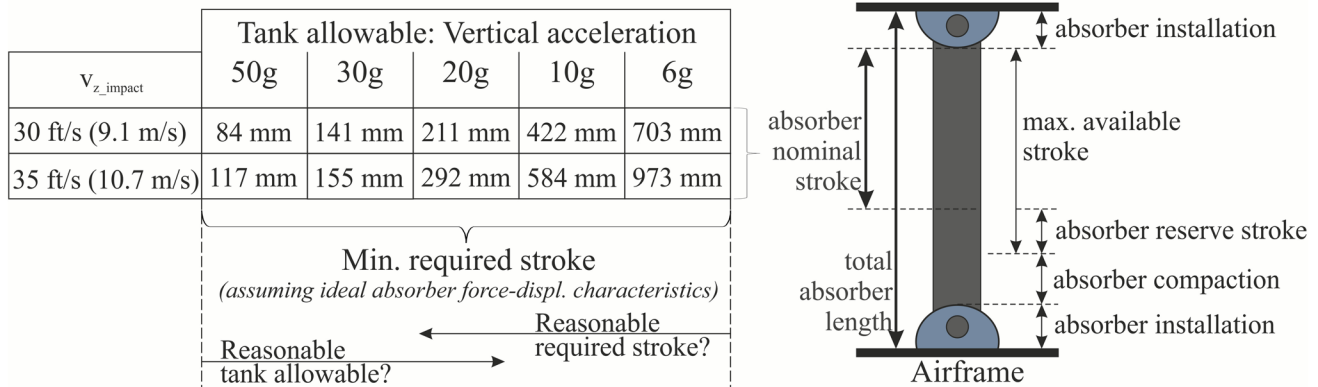 Tank allowable: Vertical acceleration
v_z_impact 50g 30g 20g 10g 6g
30 ft/s (9.1 m/s) 84 mm 141 mm 211 mm 422 mm 703 mm
35 ft/s (10.7 m/s) 117 mm 155 mm 292 mm 584 mm 973 mm
Min. required stroke
(assuming ideal absorber force-displ. characteristics)
Reasonable
required stroke?
Reasonable
tank allowable?
absorber installation
absorber
nominal
stroke
max. available
stroke
absorber reserve stroke
total
absorber
length
absorber compaction
absorber installation
Airframe